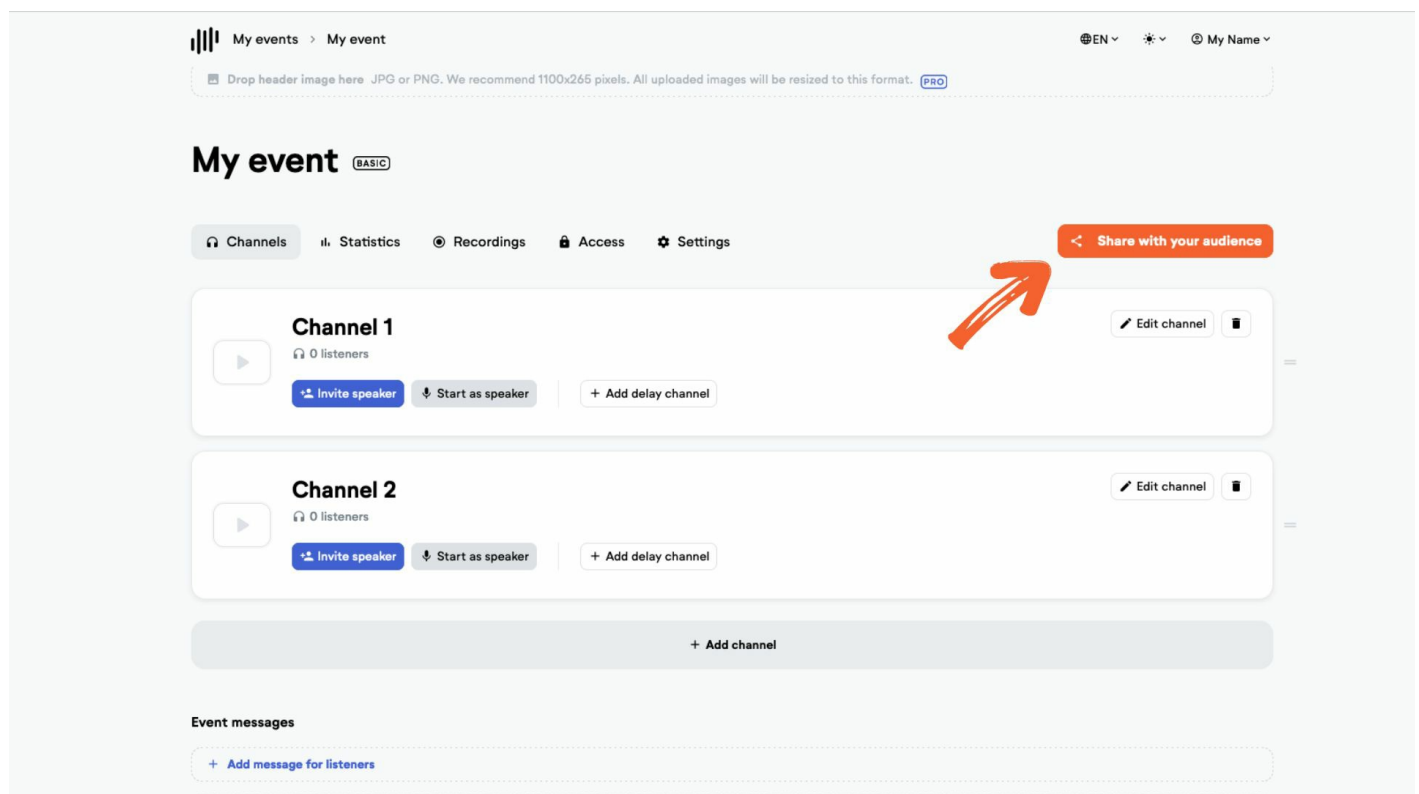 My events > My event EN My Name
Drop header image here JPG or PNG. We recommend 1100x265 pixels. All uploaded images will be resized to this format. PRO
My event BASIC
Channels Statistics Recordings Access Settings Share with your audience
Channel 1 Edit channel
0 listeners
Invite speaker Start as speaker + Add delay channel
Channel 2 Edit channel
0 listeners
Invite speaker Start as speaker + Add delay channel
+ Add channel
Event messages
+ Add message for listeners